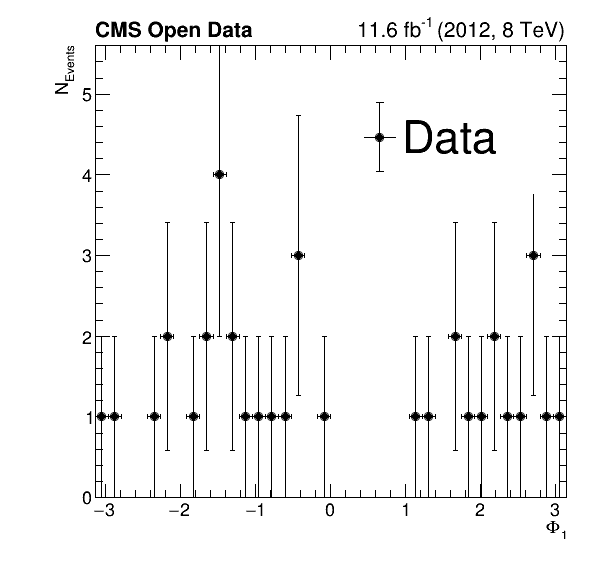 CMS Open Data 11.6 fb⁻¹ (2012, 8 TeV)
N_Events
Data
5
4
3
2
1
0
−3 −2 −1 0 1 2 3
Φ₁